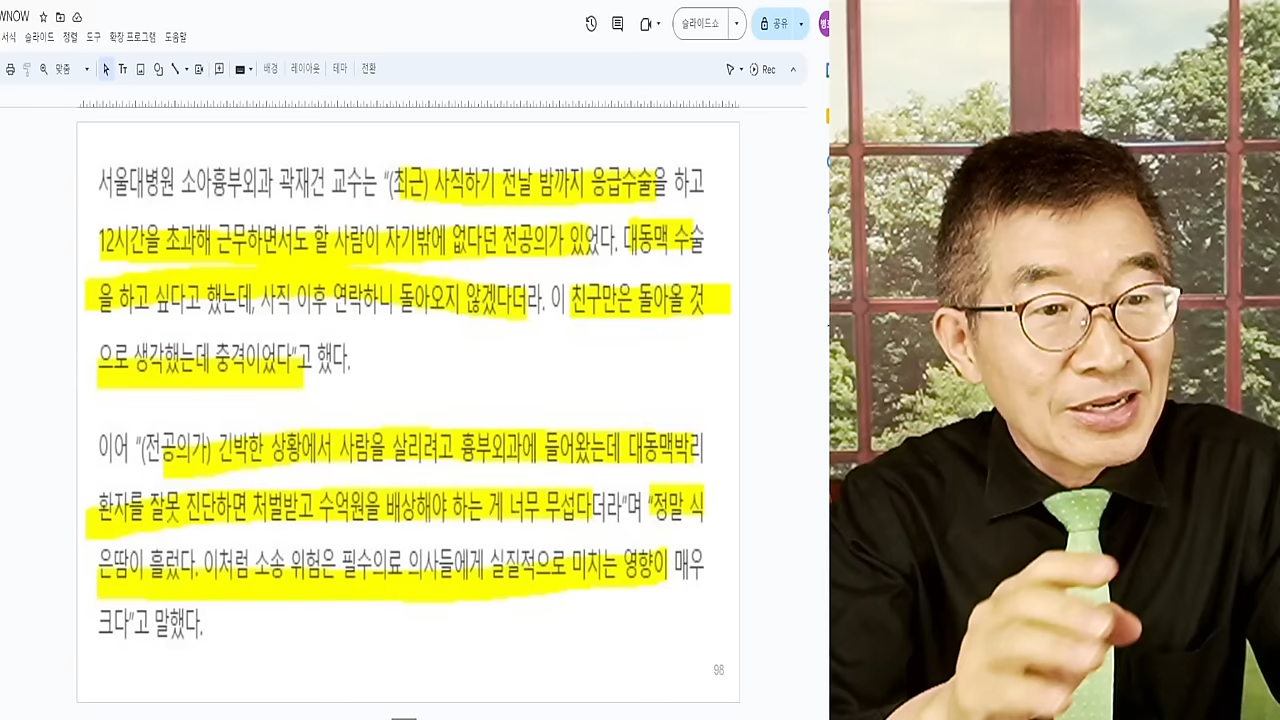 WNOW
서식 슬라이드 정렬 도구 확장 프로그램 도움말
슬라이드쇼
공유
맞춤
Tт
배경 레이아웃 테마 전환
Rec
서울대병원 소아흉부외과 곽재건 교수는 “(최근) 사직하기 전날 밤까지 응급수술을 하고
12시간을 초과해 근무하면서도 할 사람이 자기밖에 없다던 전공의가 있었다. 대동맥 수술
을 하고 싶다고 했는데, 사직 이후 연락하니 돌아오지 않겠다더라. 이 친구만은 돌아올 것
으로 생각했는데 충격이었다”고 했다.
이어 “(전공의가) 긴박한 상황에서 사람을 살리려고 흉부외과에 들어왔는데 대동맥박리
환자를 잘못 진단하면 처벌받고 수억원을 배상해야 하는 게 너무 무섭다더라”며 “정말 식
은땀이 흘렀다. 이처럼 소송 위험은 필수의료 의사들에게 실질적으로 미치는 영향이 매우
크다”고 말했다.
98